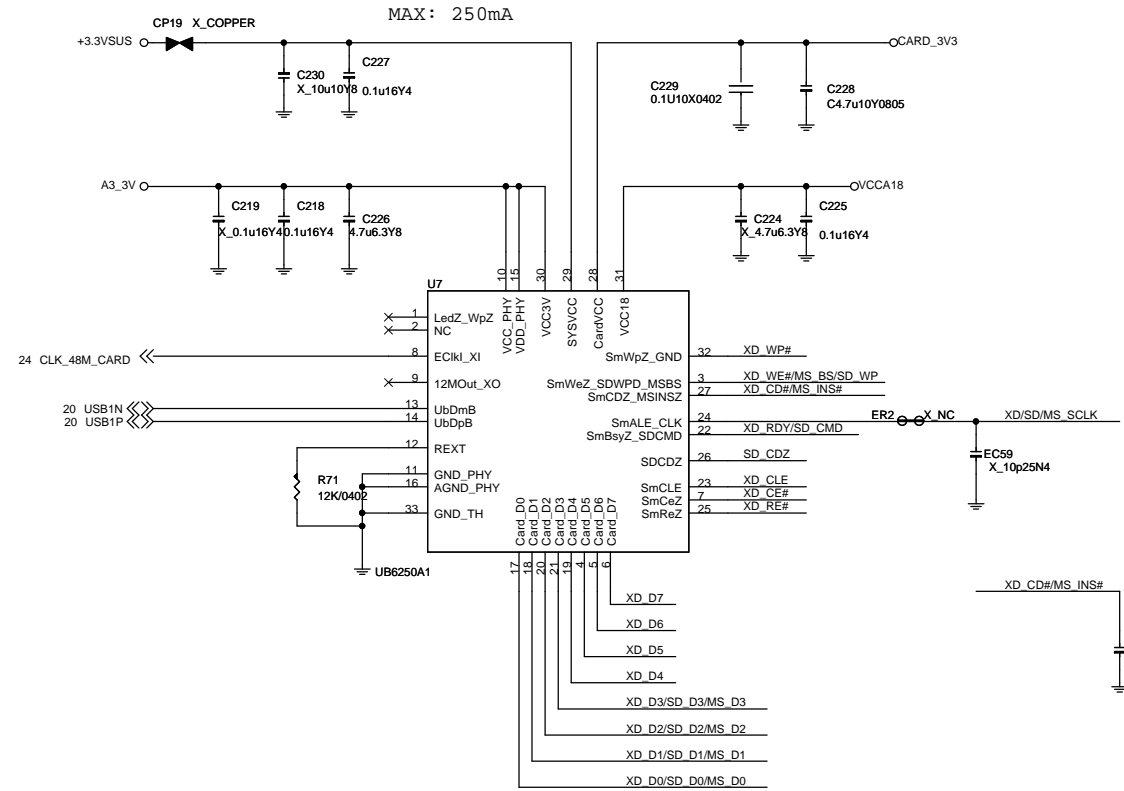 MAX: 250mA
CP19 X_COPPER
+3.3VSUS
CARD_3V3
C230
X_10u10Y8
C227
0.1u16Y4
C229
0.1U10X0402
C228
C4.7u10Y0805
A3_3V
VCCA18
C219
X_0.1u16Y4
C218
0.1u16Y4
C226
4.7u6.3Y8
C224
X_4.7u6.3Y8
C225
0.1u16Y4
U7
10
15
30
29
28
31
VCC_PHY
VDD_PHY
VCC3V
SYSVCC
CardVCC
VCC18
1 LedZ_WpZ
2 NC
24 CLK_48M_CARD
8 EClkI_XI
9 12MOut_XO
20 USB1N
13 UbDmB
20 USB1P
14 UbDpB
12 REXT
11 GND_PHY
16 AGND_PHY
33 GND_TH
R71
12K/0402
UB6250A1
SmWpZ_GND 32 XD_WP#
SmWeZ_SDWPD_MSBS 3 XD_WE#/MS_BS/SD_WP
SmCDZ_MSINSZ 27 XD_CD#/MS_INS#
SmALE_CLK 24
ER2 X_NC
XD/SD/MS_SCLK
SmBsyZ_SDCMD 22 XD_RDY/SD_CMD
EC59
X_10p25N4
SDCDZ 26 SD_CDZ
SmCLE 23 XD_CLE
SmCeZ 7 XD_CE#
SmReZ 25 XD_RE#
Card_D0
Card_D1
Card_D2
Card_D3
Card_D4
Card_D5
Card_D6
Card_D7
17
18
20
21
19
4
5
6
XD_CD#/MS_INS#
XD_D7
XD_D6
XD_D5
XD_D4
XD_D3/SD_D3/MS_D3
XD_D2/SD_D2/MS_D2
XD_D1/SD_D1/MS_D1
XD_D0/SD_D0/MS_D0